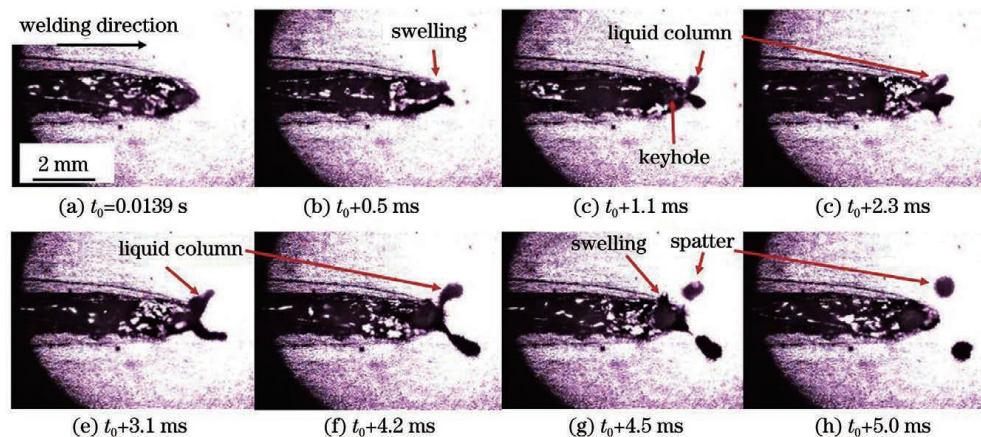 welding direction
swelling
liquid column
2 mm
keyhole
(a) t₀=0.0139 s
(b) t₀+0.5 ms
(c) t₀+1.1 ms
(c) t₀+2.3 ms
liquid column
swelling
spatter
(e) t₀+3.1 ms
(f) t₀+4.2 ms
(g) t₀+4.5 ms
(h) t₀+5.0 ms